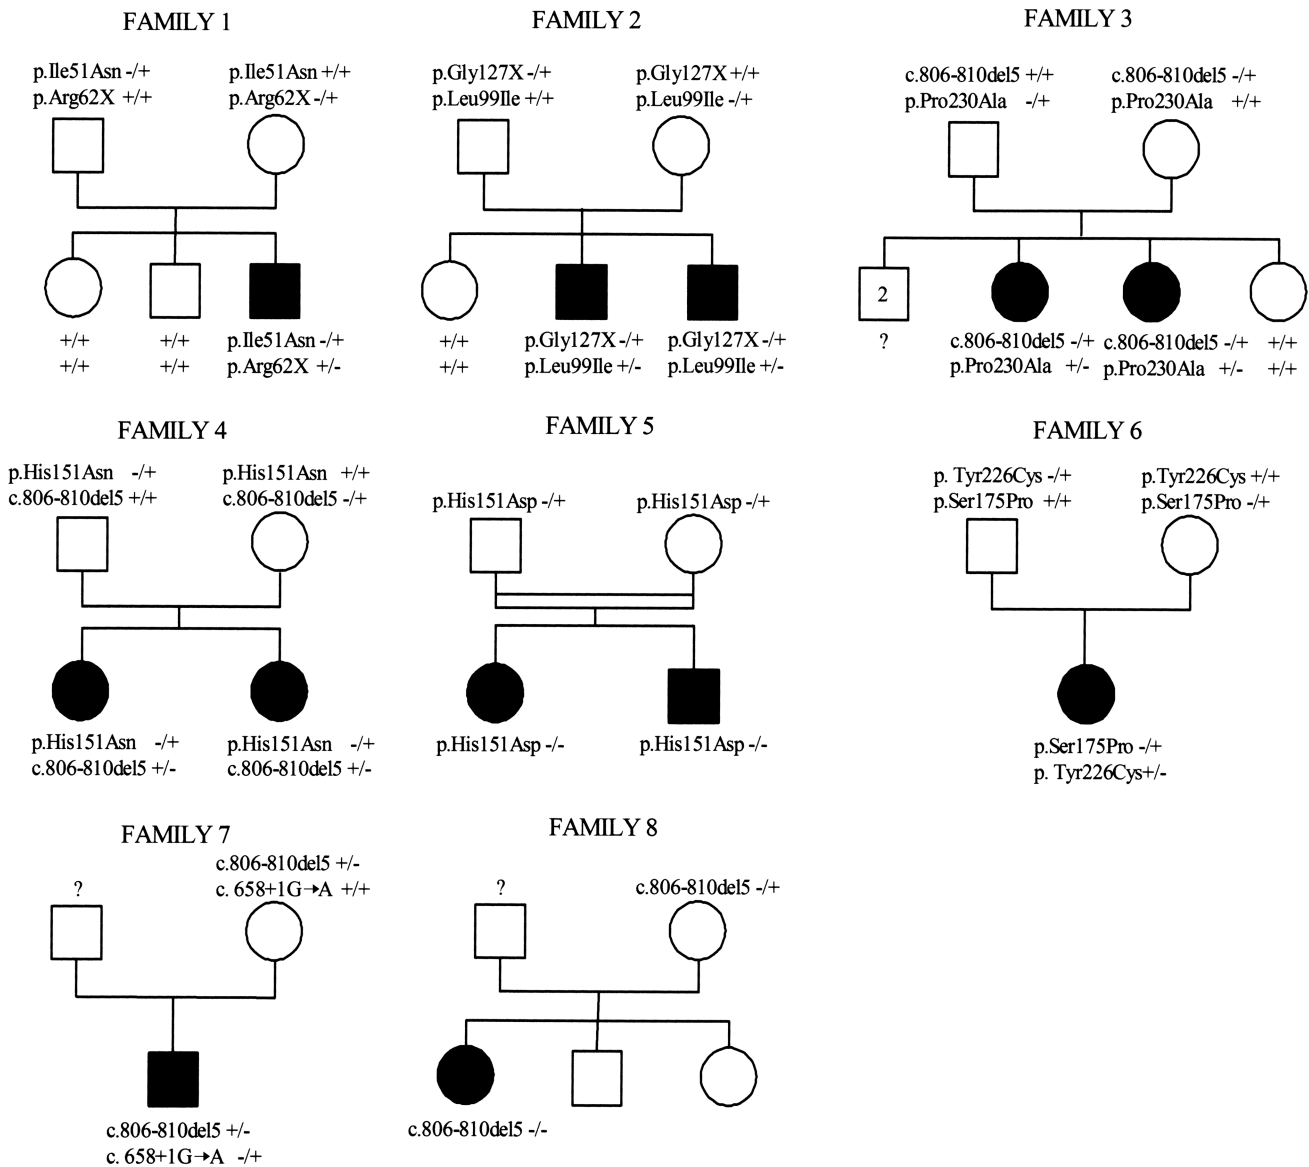 FAMILY 1
p.Ile51Asn -/+
p.Arg62X +/+
p.Ile51Asn +/+
p.Arg62X -/+
+/+
+/+
+/+
+/+
p.Ile51Asn -/+
p.Arg62X +/-
FAMILY 2
p.Gly127X -/+
p.Leu99Ile +/+
p.Gly127X +/+
p.Leu99Ile -/+
+/+
+/+
p.Gly127X -/+
p.Leu99Ile +/-
p.Gly127X -/+
p.Leu99Ile +/-
FAMILY 3
c.806-810del5 +/+
p.Pro230Ala -/+
c.806-810del5 -/+
p.Pro230Ala +/+
2
?
c.806-810del5 -/+
p.Pro230Ala +/-
c.806-810del5 -/+
p.Pro230Ala +/-
+/+
+/+
FAMILY 4
p.His151Asn -/+
c.806-810del5 +/+
p.His151Asn +/+
c.806-810del5 -/+
p.His151Asn -/+
c.806-810del5 +/-
p.His151Asn -/+
c.806-810del5 +/-
FAMILY 5
p.His151Asp -/+
p.His151Asp -/+
p.His151Asp -/-
p.His151Asp -/-
FAMILY 6
p. Tyr226Cys -/+
p.Ser175Pro +/+
p.Tyr226Cys +/+
p.Ser175Pro -/+
p.Ser175Pro -/+
p. Tyr226Cys+/-
FAMILY 7
?
c.806-810del5 +/-
c. 658+1G→A +/+
c.806-810del5 +/-
c. 658+1G→A -/+
FAMILY 8
?
c.806-810del5 -/+
c.806-810del5 -/-